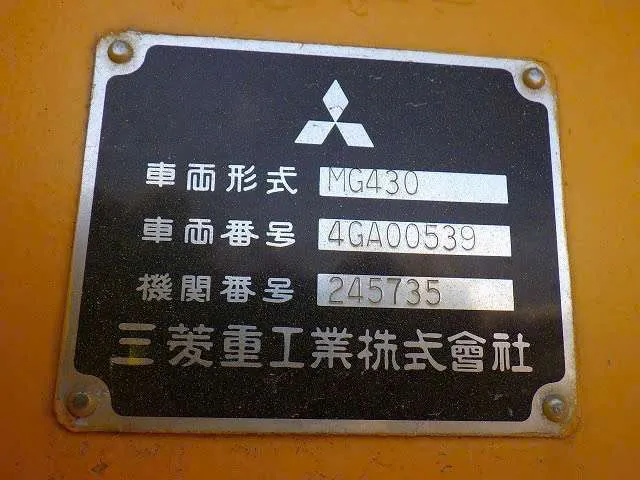 車両形式 MG430
車両番号 4GA00539
機関番号 245735
三菱重工業株式會社